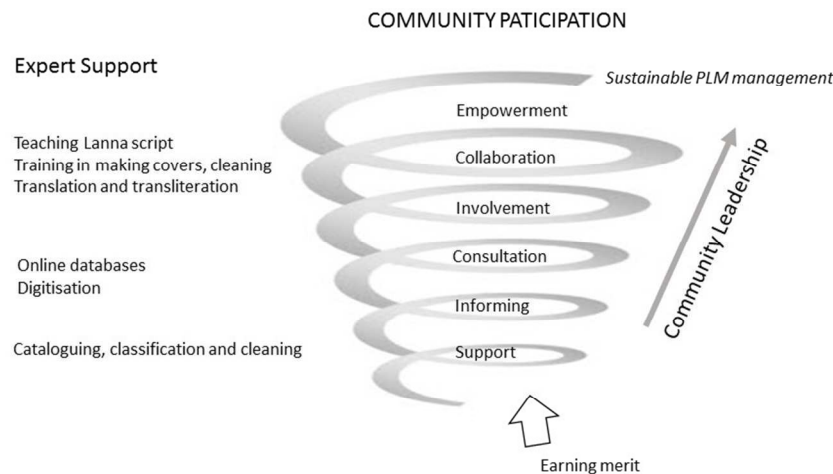 COMMUNITY PATICIPATION
Expert Support
Sustainable PLM management
Empowerment
Teaching Lanna script
Training in making covers, cleaning
Translation and transliteration
Collaboration
Involvement
Community Leadership
Consultation
Online databases
Digitisation
Informing
Cataloguing, classification and cleaning
Support
Earning merit